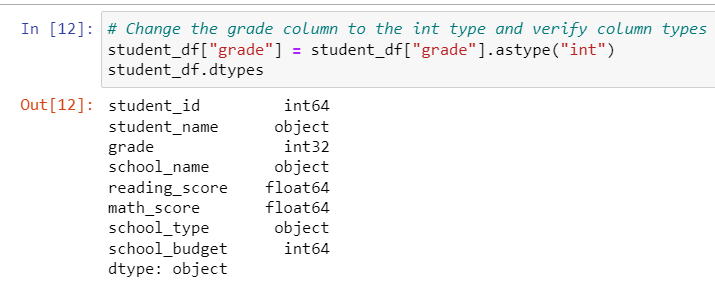 In [12]: # Change the grade column to the int type and verify column types
student_df["grade"] = student_df["grade"].astype("int")
student_df.dtypes
Out[12]: student_id int64
student_name object
grade int32
school_name object
reading_score float64
math_score float64
school_type object
school_budget int64
dtype: object